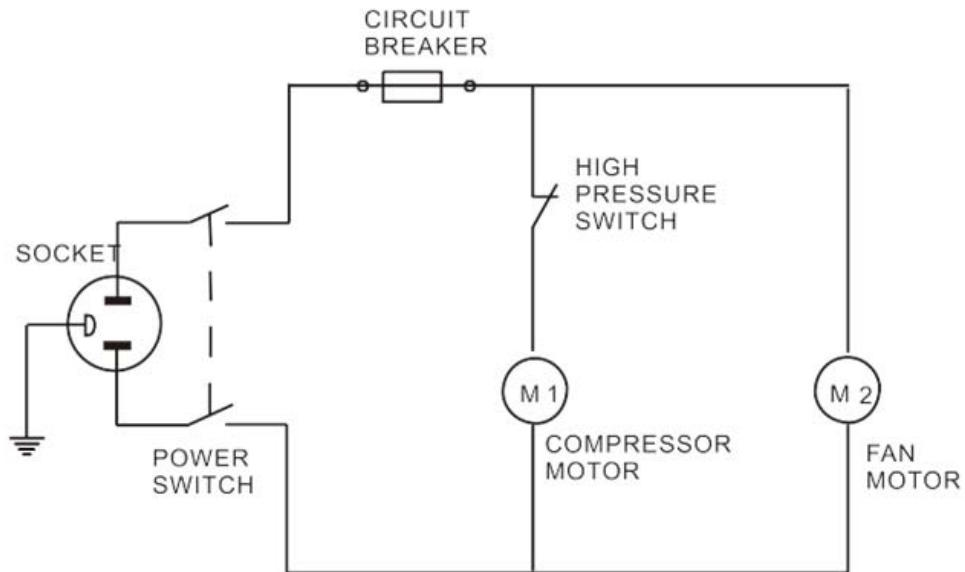 CIRCUIT
BREAKER
HIGH
PRESSURE
SWITCH
SOCKET
M 1
M 2
POWER
SWITCH
COMPRESSOR
MOTOR
FAN
MOTOR